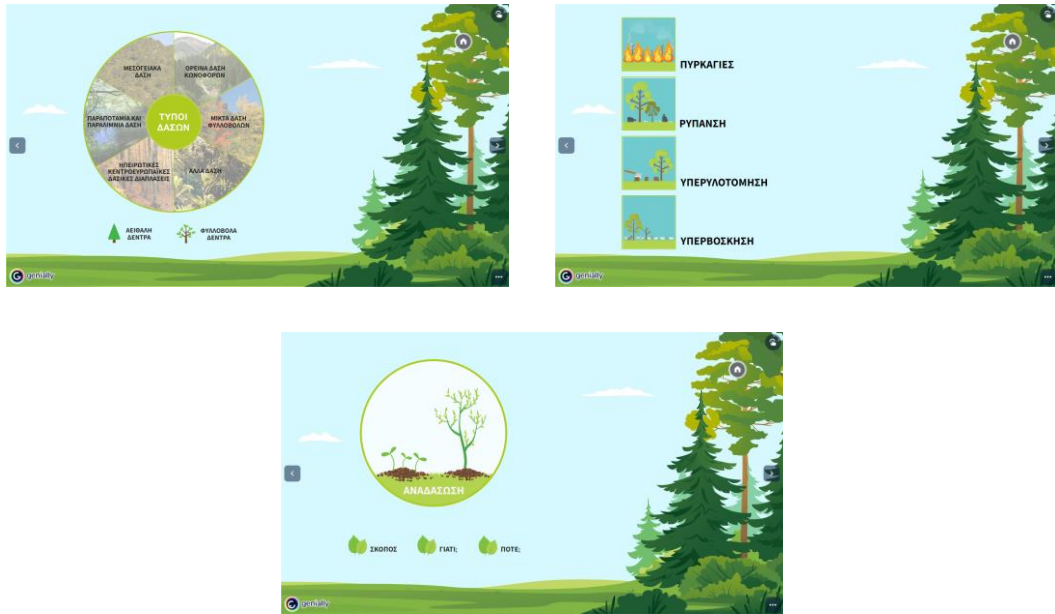 ΜΕΣΟΓΕΙΑΚΑ
ΔΑΣΗ
ΟΡΕΙΝΑ ΔΑΣΗ
ΚΩΝΟΦΟΡΩΝ
ΠΑΡΑΠΟΤΑΜΙΑ ΚΑΙ
ΠΑΡΑΛΙΜΝΙΑ ΔΑΣΗ
ΤΥΠΟΙ
ΔΑΣΩΝ
ΜΙΚΤΑ ΔΑΣΗ
ΦΥΛΛΟΒΟΛΩΝ
ΗΠΕΙΡΩΤΙΚΕΣ
ΚΕΝΤΡΟΕΥΡΩΠΑΪΚΕΣ
ΔΑΣΙΚΕΣ ΔΙΑΠΛΑΣΕΙΣ
ΑΛΛΑ ΔΑΣΗ
ΑΕΙΘΑΛΗ
ΔΕΝΤΡΑ
ΦΥΛΛΟΒΟΛΑ
ΔΕΝΤΡΑ
genially
ΠΥΡΚΑΓΙΕΣ
ΡΥΠΑΝΣΗ
ΥΠΕΡΥΛΟΤΟΜΗΣΗ
ΥΠΕΡΒΟΣΚΗΣΗ
genially
ΑΝΑΔΑΣΩΣΗ
ΣΚΟΠΟΣ
ΓΙΑΤΙ;
ΠΟΤΕ;
genially